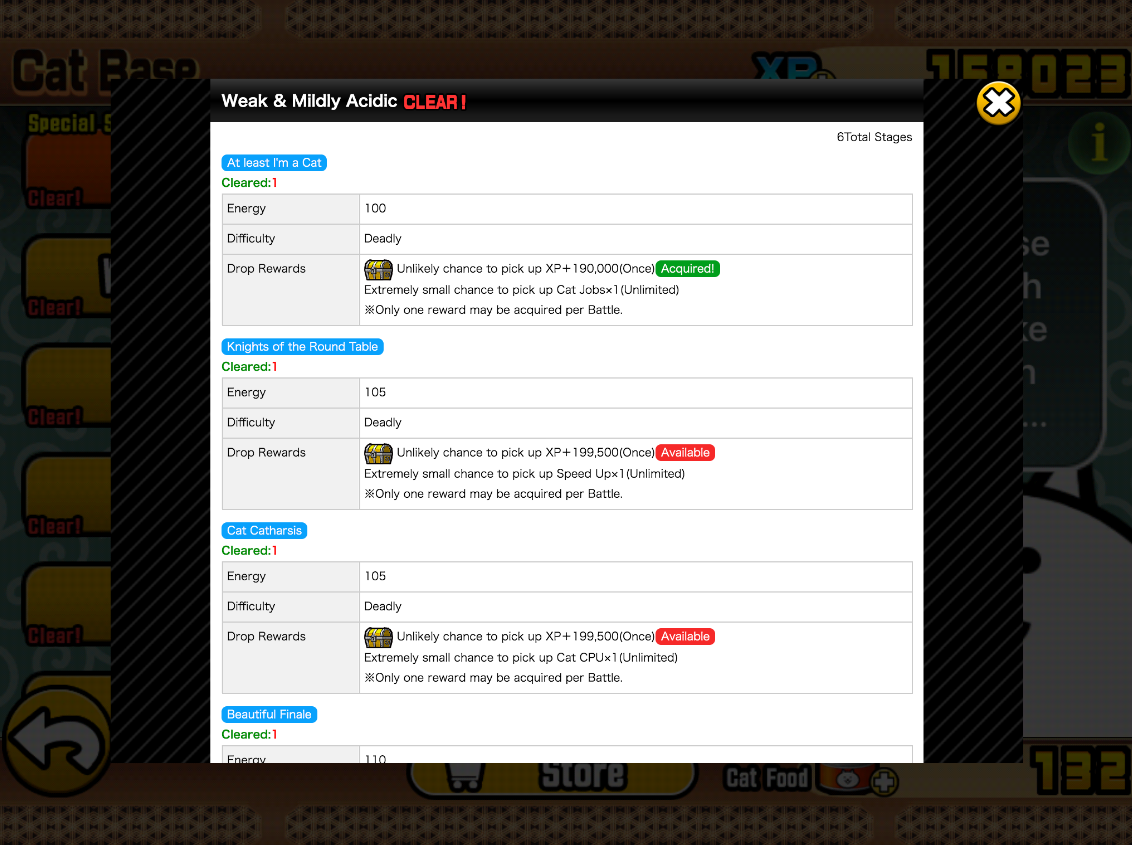 Cat Base
XP
158023
Special S
Weak & Mildly Acidic CLEAR!
6Total Stages
At least I'm a Cat
Cleared:1
Energy 100
Difficulty Deadly
Drop Rewards Unlikely chance to pick up XP+190,000(Once) Acquired!
Extremely small chance to pick up Cat Jobs×1(Unlimited)
※Only one reward may be acquired per Battle.
Knights of the Round Table
Cleared:1
Energy 105
Difficulty Deadly
Drop Rewards Unlikely chance to pick up XP+199,500(Once) Available
Extremely small chance to pick up Speed Up×1(Unlimited)
※Only one reward may be acquired per Battle.
Cat Catharsis
Cleared:1
Energy 105
Difficulty Deadly
Drop Rewards Unlikely chance to pick up XP+199,500(Once) Available
Extremely small chance to pick up Cat CPU×1(Unlimited)
※Only one reward may be acquired per Battle.
Beautiful Finale
Cleared:1
Energy 110
Clear!
Clear!
Clear!
Clear!
Clear!
Store
Cat Food
132